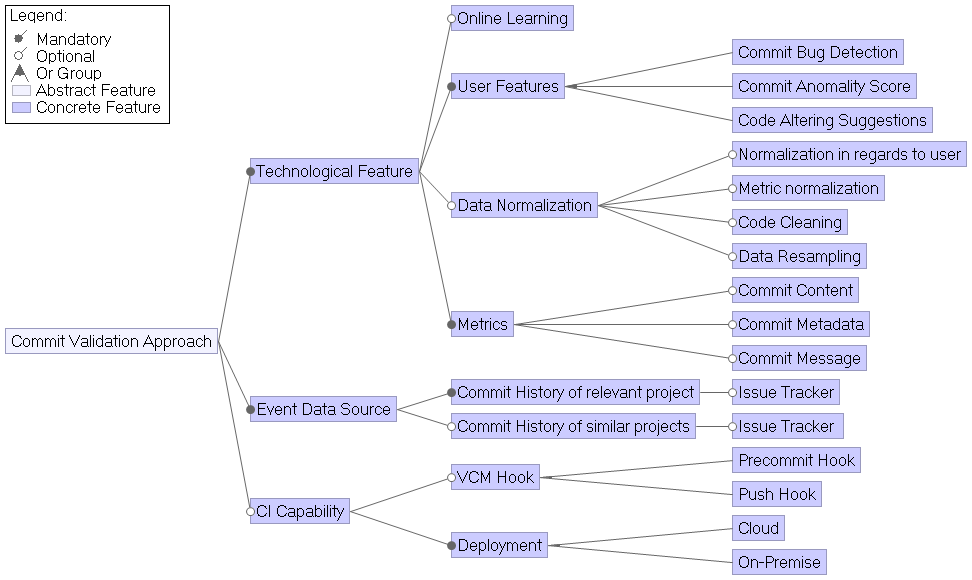 Legend:
Mandatory
Optional
Or Group
Abstract Feature
Concrete Feature
Online Learning
Commit Bug Detection
User Features
Commit Anomality Score
Code Altering Suggestions
Normalization in regards to user
Technological Feature
Metric normalization
Data Normalization
Code Cleaning
Data Resampling
Commit Content
Metrics
Commit Metadata
Commit Validation Approach
Commit Message
Commit History of relevant project
Issue Tracker
Event Data Source
Commit History of similar projects
Issue Tracker
Precommit Hook
VCM Hook
Push Hook
CI Capability
Cloud
Deployment
On-Premise